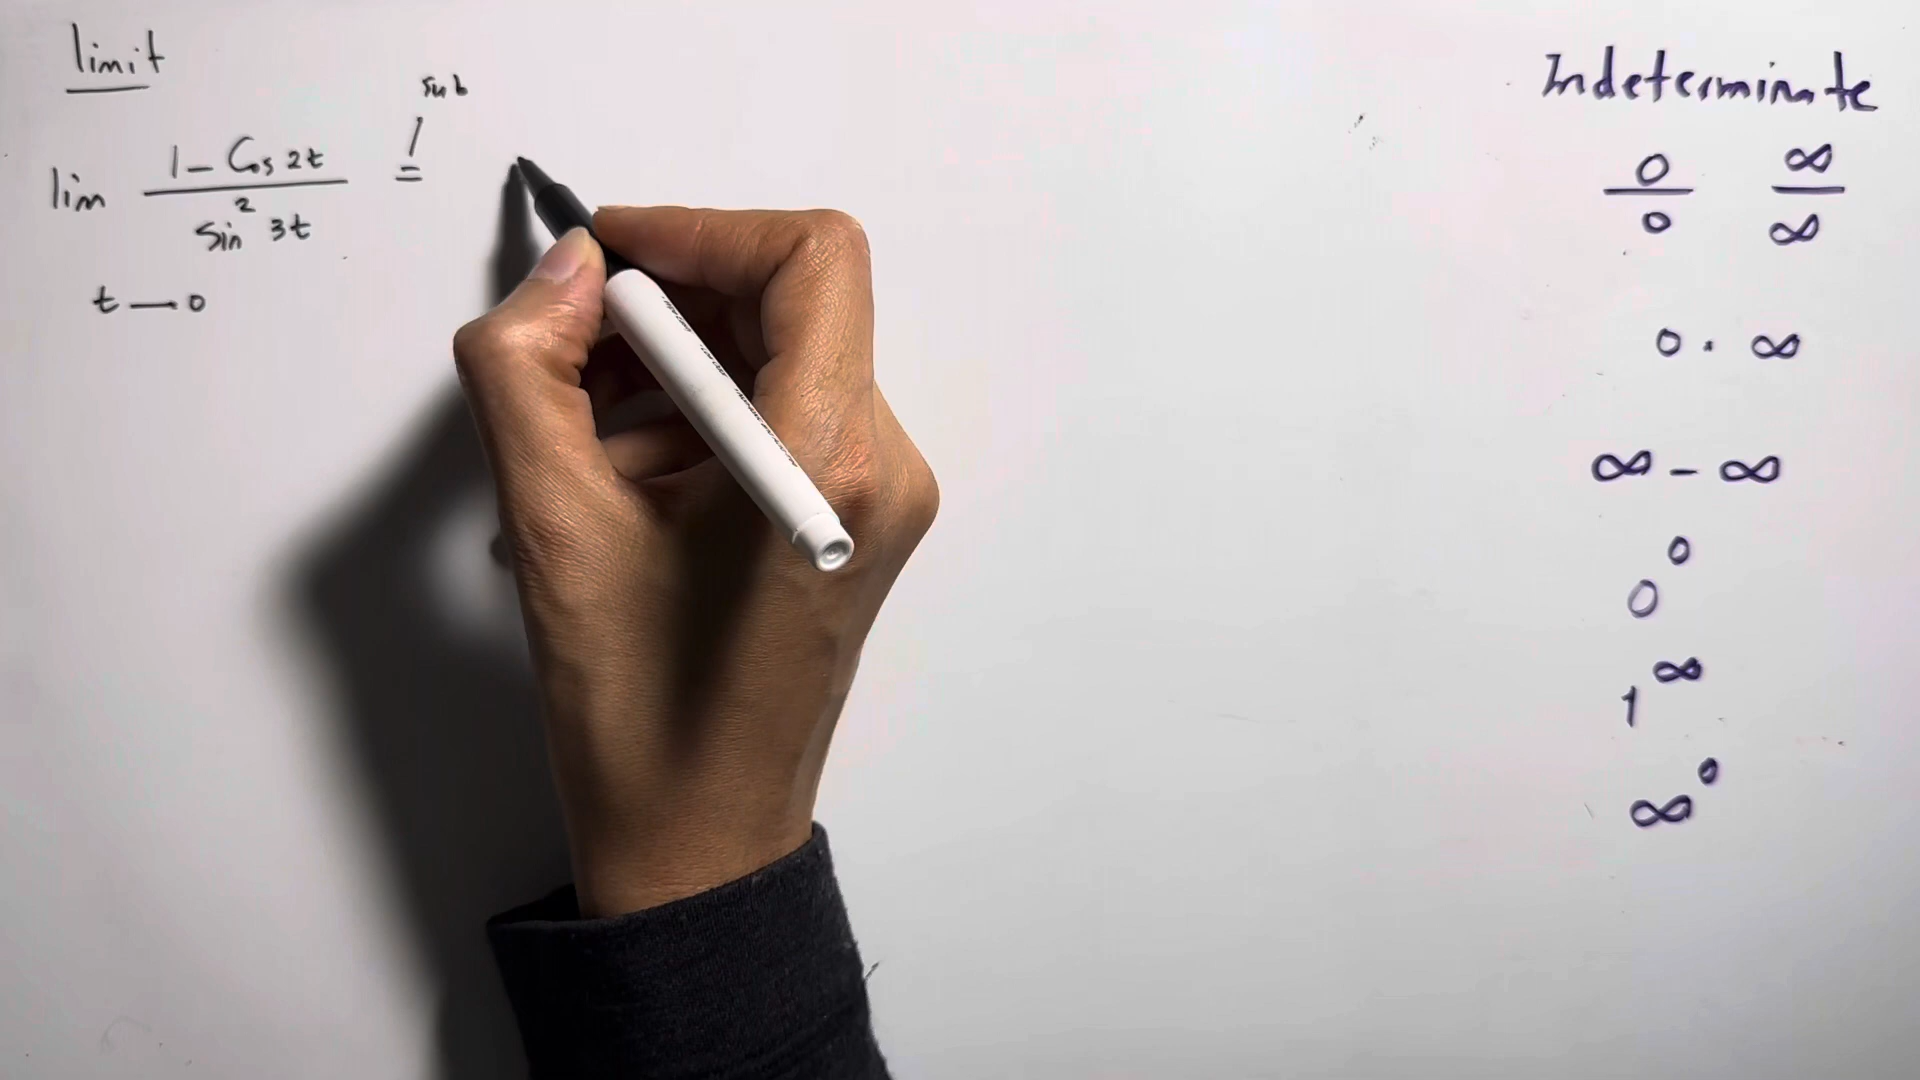 limit
sub
lim (1 - Cos 2t) / (sin² 3t) =
t → 0
Indeterminate
0/0 ∞/∞
0 · ∞
∞ - ∞
0⁰
1^∞
∞⁰